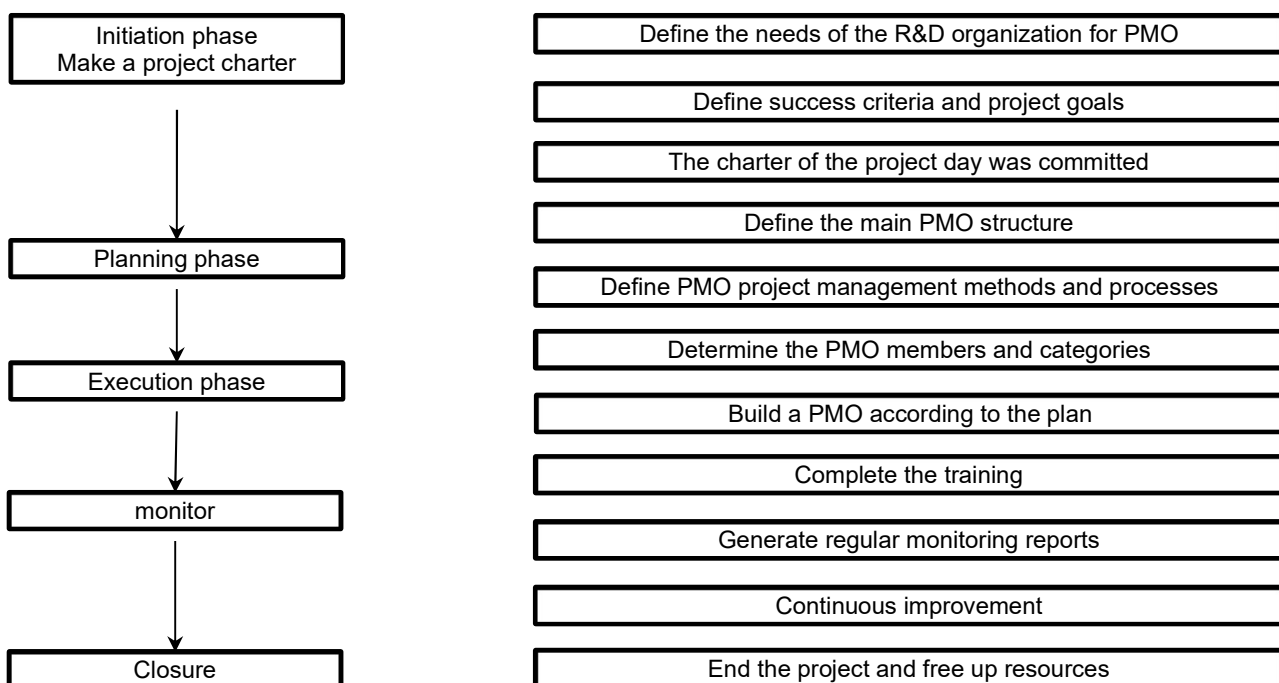 Initiation phase
Make a project charter
Planning phase
Execution phase
monitor
Closure
Define the needs of the R&D organization for PMO
Define success criteria and project goals
The charter of the project day was committed
Define the main PMO structure
Define PMO project management methods and processes
Determine the PMO members and categories
Build a PMO according to the plan
Complete the training
Generate regular monitoring reports
Continuous improvement
End the project and free up resources